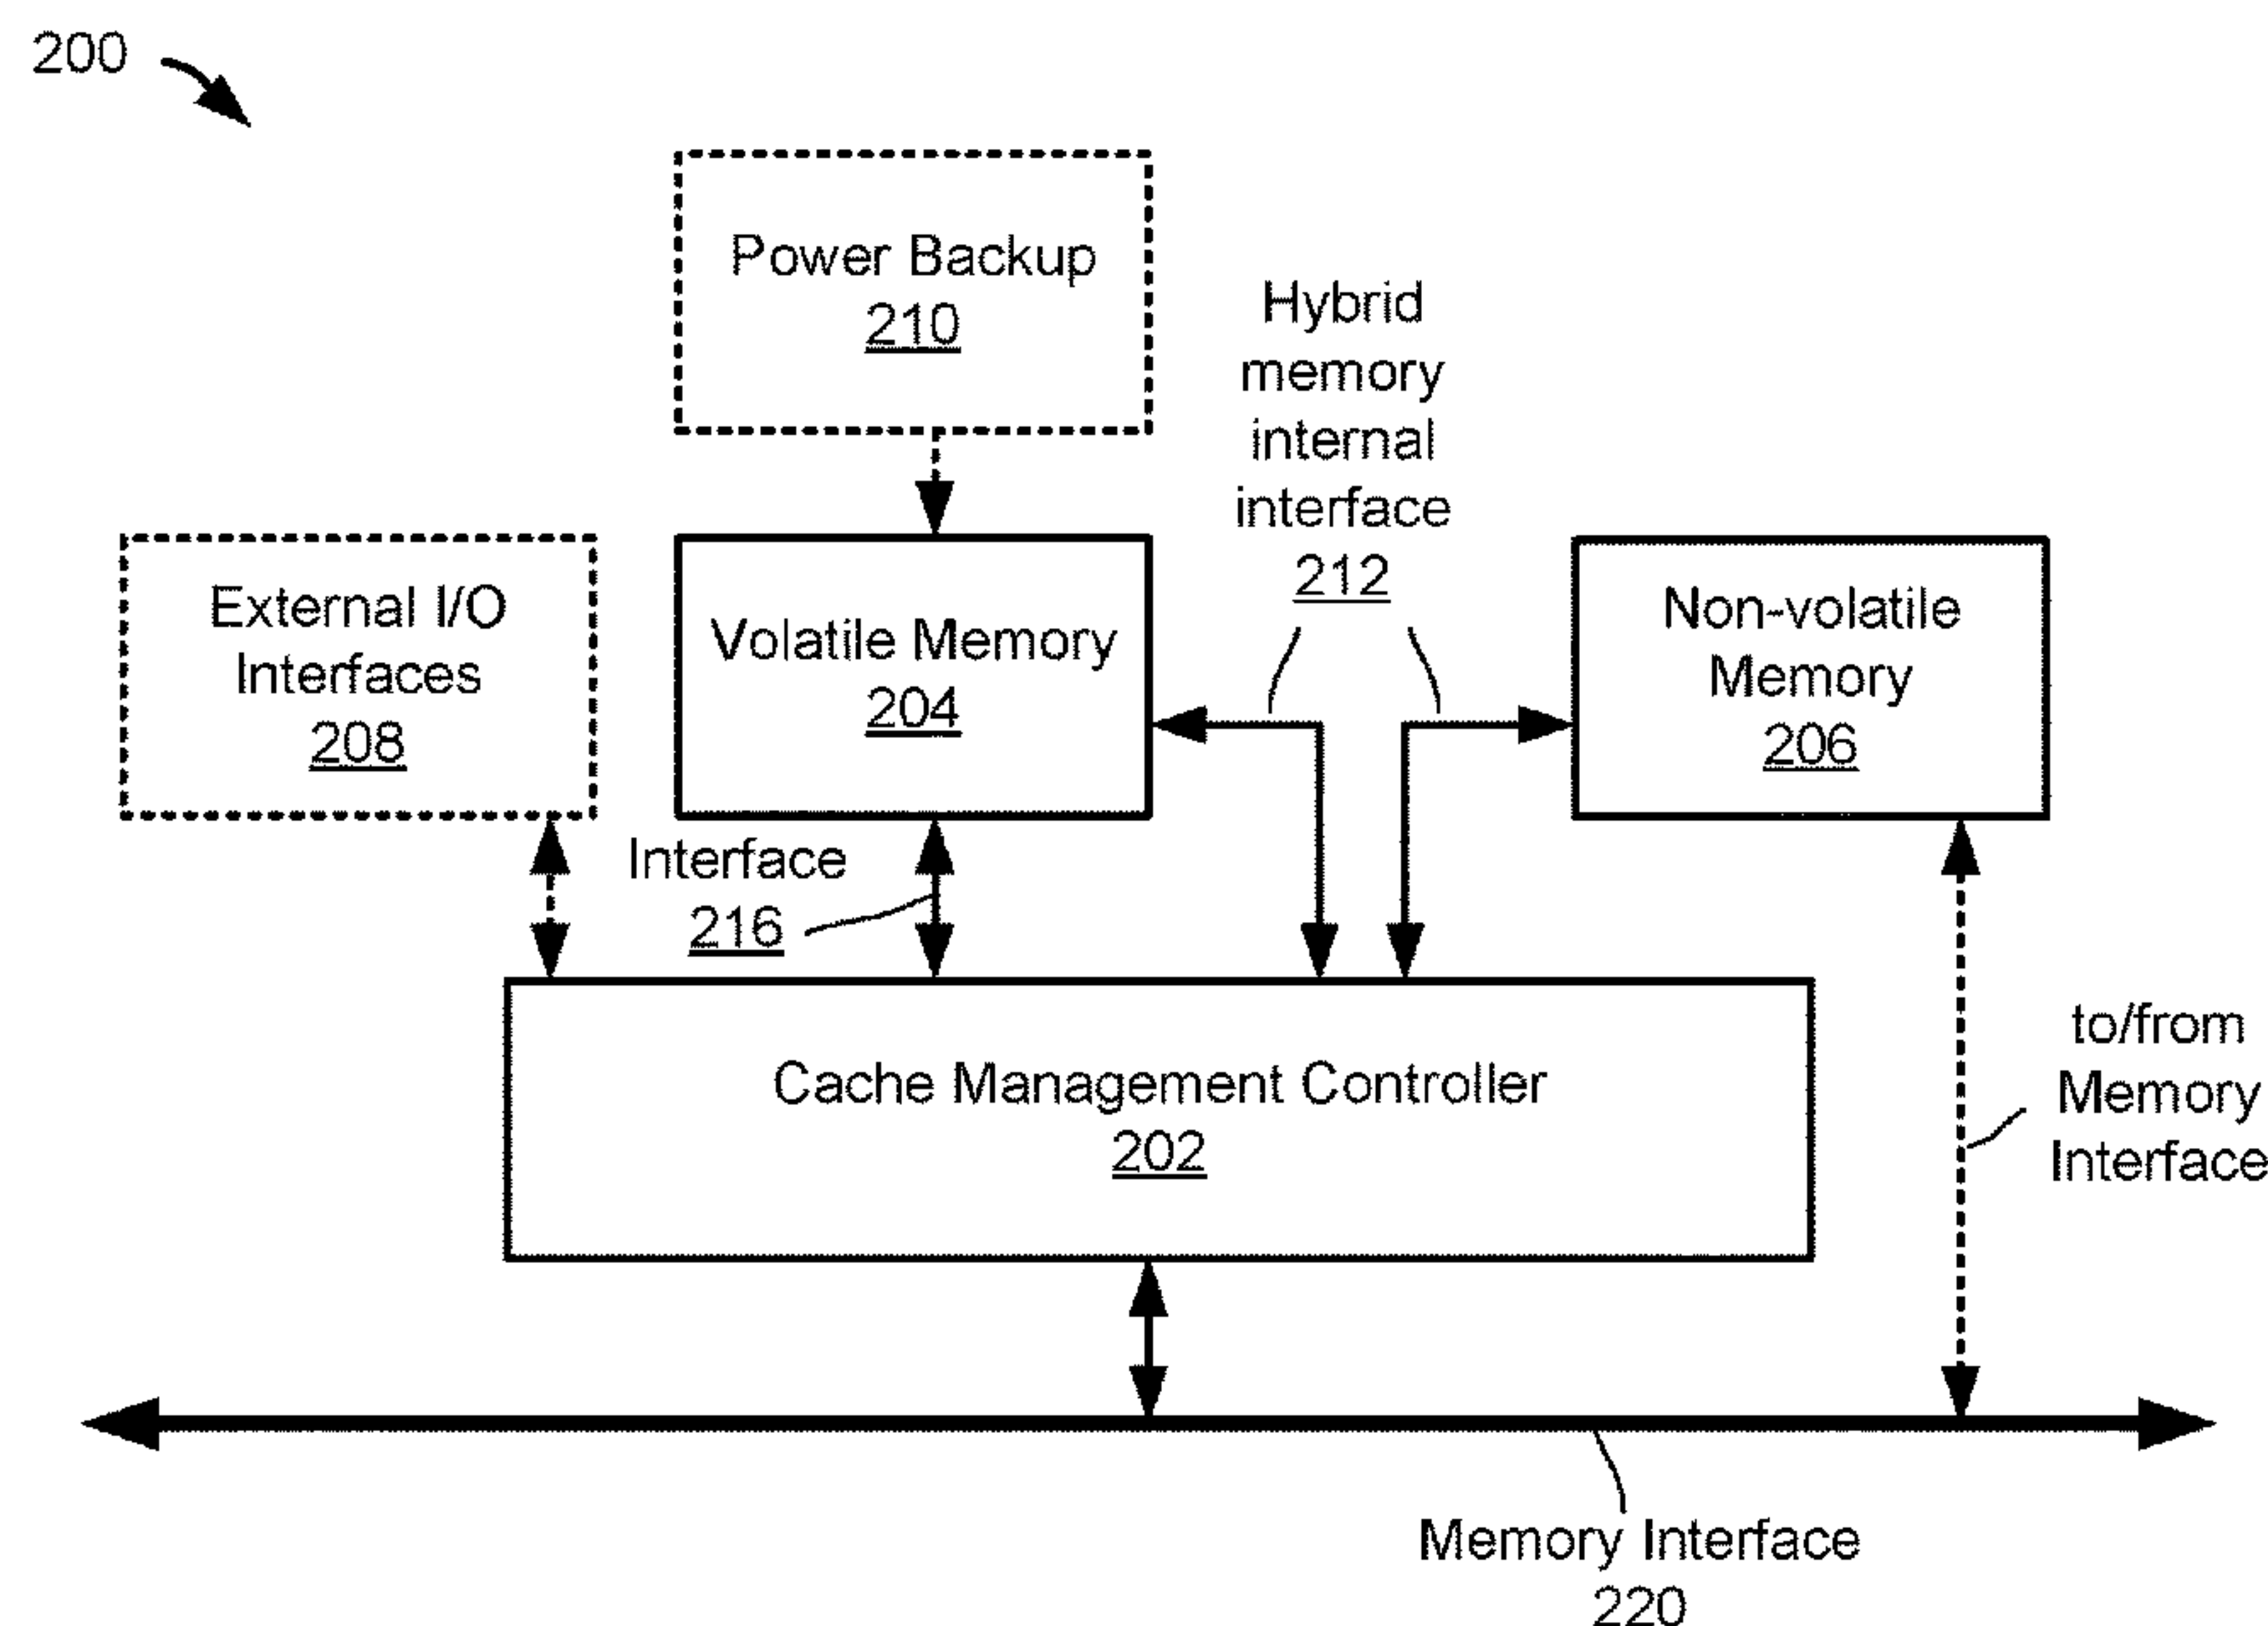 200
Power Backup
210
Hybrid
memory
internal
interface
212
External I/O
Interfaces
208
Volatile Memory
204
Non-volatile
Memory
206
Interface
216
Cache Management Controller
202
to/from
Memory
Interface
Memory Interface
220